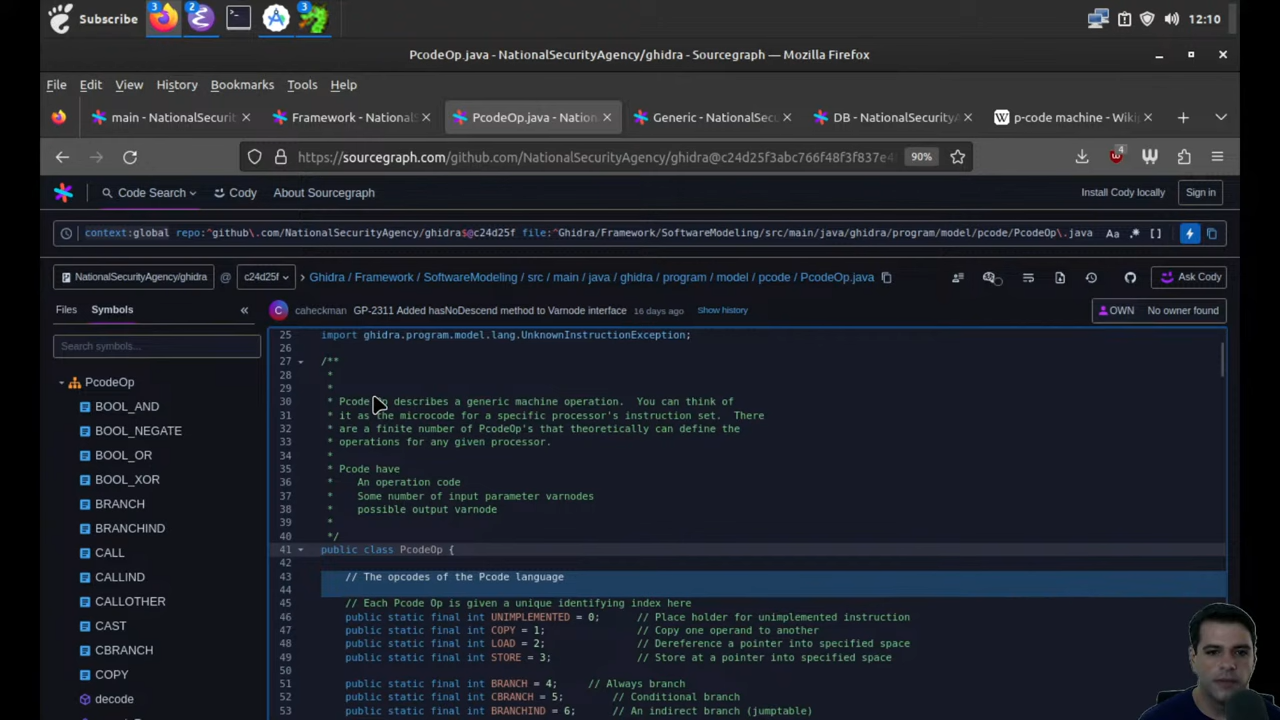 Subscribe 3 2 3 12:10
PcodeOp.java - NationalSecurityAgency/ghidra - Sourcegraph — Mozilla Firefox
File Edit View History Bookmarks Tools Help
main - NationalSecurity Framework - National PcodeOp.java - Nation Generic - NationalSecu DB - NationalSecurityA p-code machine - Wiki
https://sourcegraph.com/github.com/NationalSecurityAgency/ghidra@c24d25f3abc766f48f3f837e4 90% 4
Code Search Cody About Sourcegraph Install Cody locally Sign in
context:global repo:^github\.com/NationalSecurityAgency/ghidra$@c24d25f file:^Ghidra/Framework/SoftwareModeling/src/main/java/ghidra/program/model/pcode/PcodeOp\.java Aa .* []
NationalSecurityAgency/ghidra @ c24d25f Ghidra / Framework / SoftwareModeling / src / main / java / ghidra / program / model / pcode / PcodeOp.java Ask Cody
Files Symbols « C caheckman GP-2311 Added hasNoDescend method to Varnode interface 16 days ago Show history OWN No owner found
Search symbols...
PcodeOp
BOOL_AND
BOOL_NEGATE
BOOL_OR
BOOL_XOR
BRANCH
BRANCHIND
CALL
CALLIND
CALLOTHER
CAST
CBRANCH
COPY
decode
25 import ghidra.program.model.lang.UnknownInstructionException;
26
27 /**
28 *
29 *
30 * Pcode describes a generic machine operation. You can think of
31 * it as the microcode for a specific processor's instruction set. There
32 * are a finite number of PcodeOp's that theoretically can define the
33 * operations for any given processor.
34 *
35 * Pcode have
36 * An operation code
37 * Some number of input parameter varnodes
38 * possible output varnode
39 *
40 */
41 public class PcodeOp {
42
43 // The opcodes of the Pcode language
44
45 // Each Pcode Op is given a unique identifying index here
46 public static final int UNIMPLEMENTED = 0; // Place holder for unimplemented instruction
47 public static final int COPY = 1; // Copy one operand to another
48 public static final int LOAD = 2; // Dereference a pointer into specified space
49 public static final int STORE = 3; // Store at a pointer into specified space
50
51 public static final int BRANCH = 4; // Always branch
52 public static final int CBRANCH = 5; // Conditional branch
53 public static final int BRANCHIND = 6; // An indirect branch (jumptable)